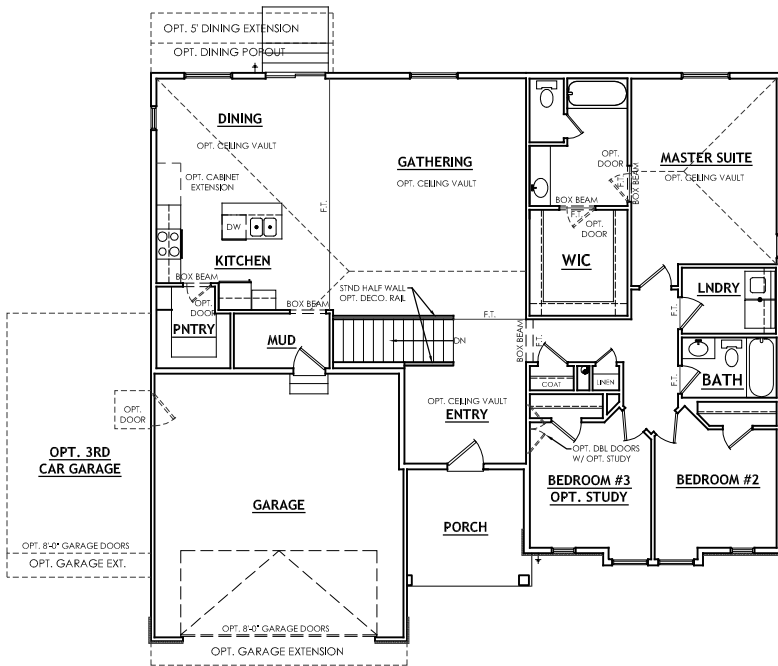 OPT. 5' DINING EXTENSION
OPT. DINING POPOUT
DINING
OPT. CEILING VAULT
OPT. CABINET
EXTENSION
F.T.
DW
KITCHEN
BOX BEAM
OPT.
DOOR
PNTRY
GATHERING
OPT. CEILING VAULT
STND HALF WALL
OPT. DECO. RAIL
BOX BEAM
MUD
F.T.
DN
BOX BEAM
F.T.
OPT.
DOOR
F.T.
BOX BEAM
BOX BEAM
F.T.
OPT.
DOOR
WIC
MASTER SUITE
OPT. CEILING VAULT
LNDRY
F.T.
BATH
F.T.
COAT
LINEN
OPT. CEILING VAULT
ENTRY
OPT. DBL DOORS
W/ OPT. STUDY
BEDROOM #3
OPT. STUDY
BEDROOM #2
PORCH
OPT.
DOOR
OPT. 3RD
CAR GARAGE
GARAGE
OPT. 8'-0" GARAGE DOORS
OPT. GARAGE EXT.
OPT. 8'-0" GARAGE DOORS
OPT. GARAGE EXTENSION